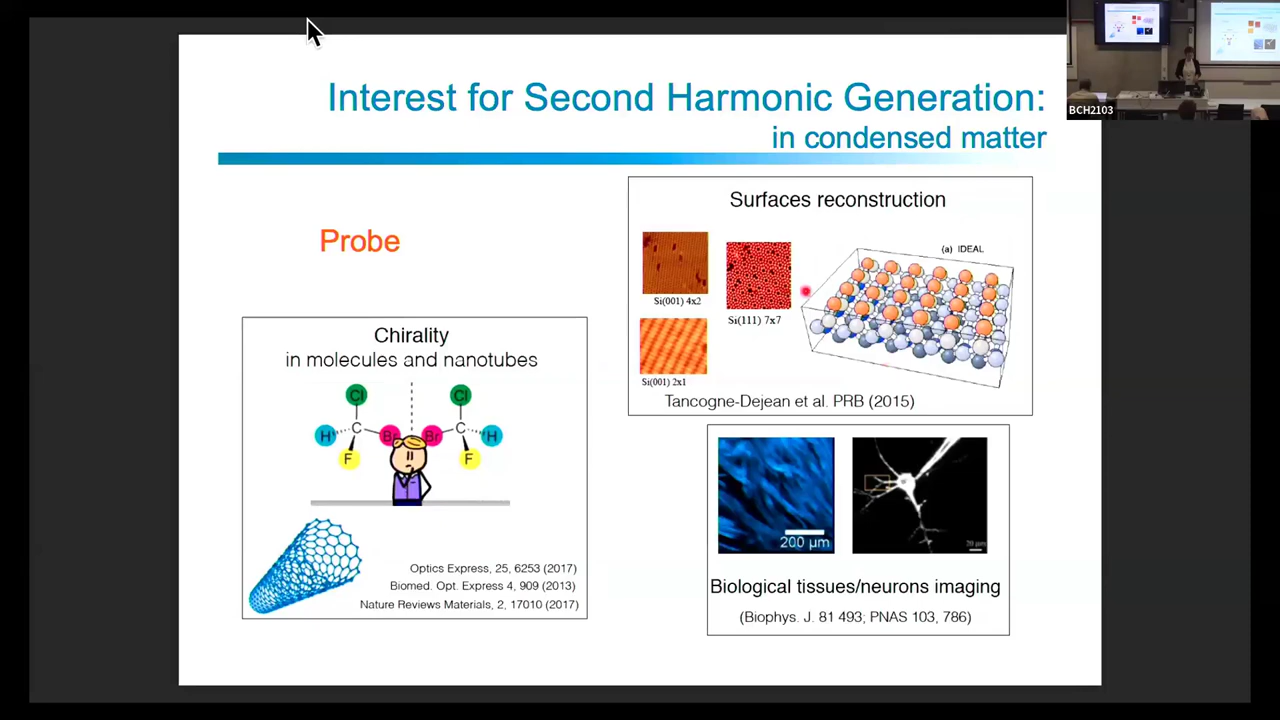 BCH2103
Interest for Second Harmonic Generation:
in condensed matter
Probe
Surfaces reconstruction
(a) IDEAL
Si(001) 4x2
Si(111) 7x7
Si(001) 2x1
Tancogne-Dejean et al. PRB (2015)
Chirality
in molecules and nanotubes
Cl
Cl
H
C
Br
Br
C
H
F
F
Optics Express, 25, 6253 (2017)
Biomed. Opt. Express 4, 909 (2013)
Nature Reviews Materials, 2, 17010 (2017)
200 μm
20 μm
Biological tissues/neurons imaging
(Biophys. J. 81 493; PNAS 103, 786)